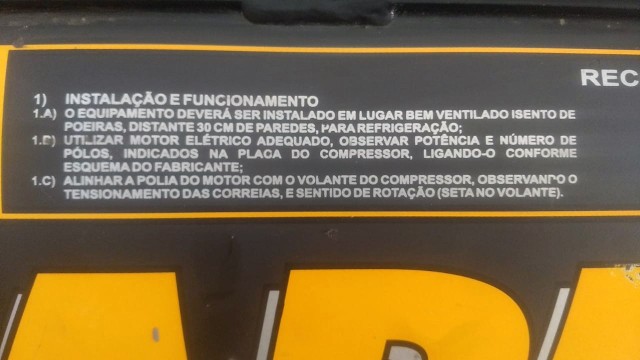 REC
1) INSTALAÇÃO E FUNCIONAMENTO
1.A) O EQUIPAMENTO DEVERÁ SER INSTALADO EM LUGAR BEM VENTILADO ISENTO DE
POEIRAS, DISTANTE 30 CM DE PAREDES, PARA REFRIGERAÇÃO;
1.B) UTILIZAR MOTOR ELÉTRICO ADEQUADO, OBSERVAR POTÊNCIA E NÚMERO DE
PÓLOS, INDICADOS NA PLACA DO COMPRESSOR, LIGANDO-O CONFORME
ESQUEMA DO FABRICANTE;
1.C) ALINHAR A POLIA DO MOTOR COM O VOLANTE DO COMPRESSOR, OBSERVANDO O
TENSIONAMENTO DAS CORREIAS, E SENTIDO DE ROTAÇÃO (SETA NO VOLANTE).